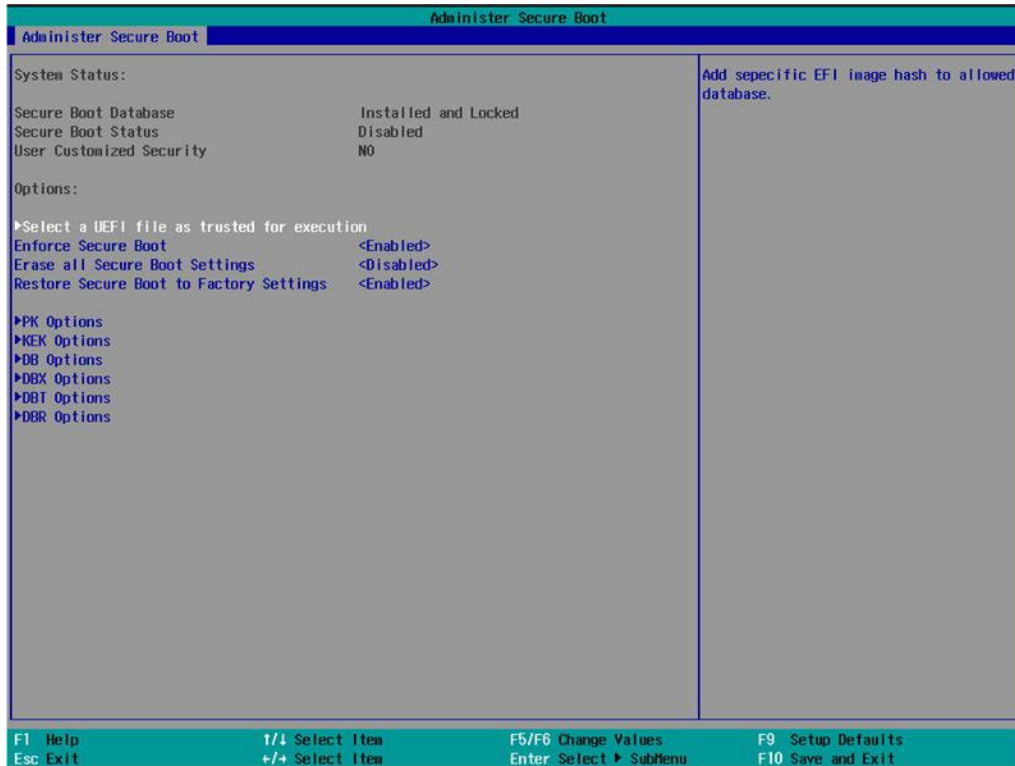 Administer Secure Boot
Administer Secure Boot
System Status:
Secure Boot Database Installed and Locked
Secure Boot Status Disabled
User Customized Security NO
Options:
▶Select a UEFI file as trusted for execution
Enforce Secure Boot <Enabled>
Erase all Secure Boot Settings <Disabled>
Restore Secure Boot to Factory Settings <Enabled>
▶PK Options
▶KEK Options
▶DB Options
▶DBX Options
▶DBT Options
▶DBR Options
Add sepecific EFI image hash to allowed
database.
F1 Help ↑/↓ Select Item F5/F6 Change Values F9 Setup Defaults
Esc Exit ←/→ Select Item Enter Select ▶ SubMenu F10 Save and Exit